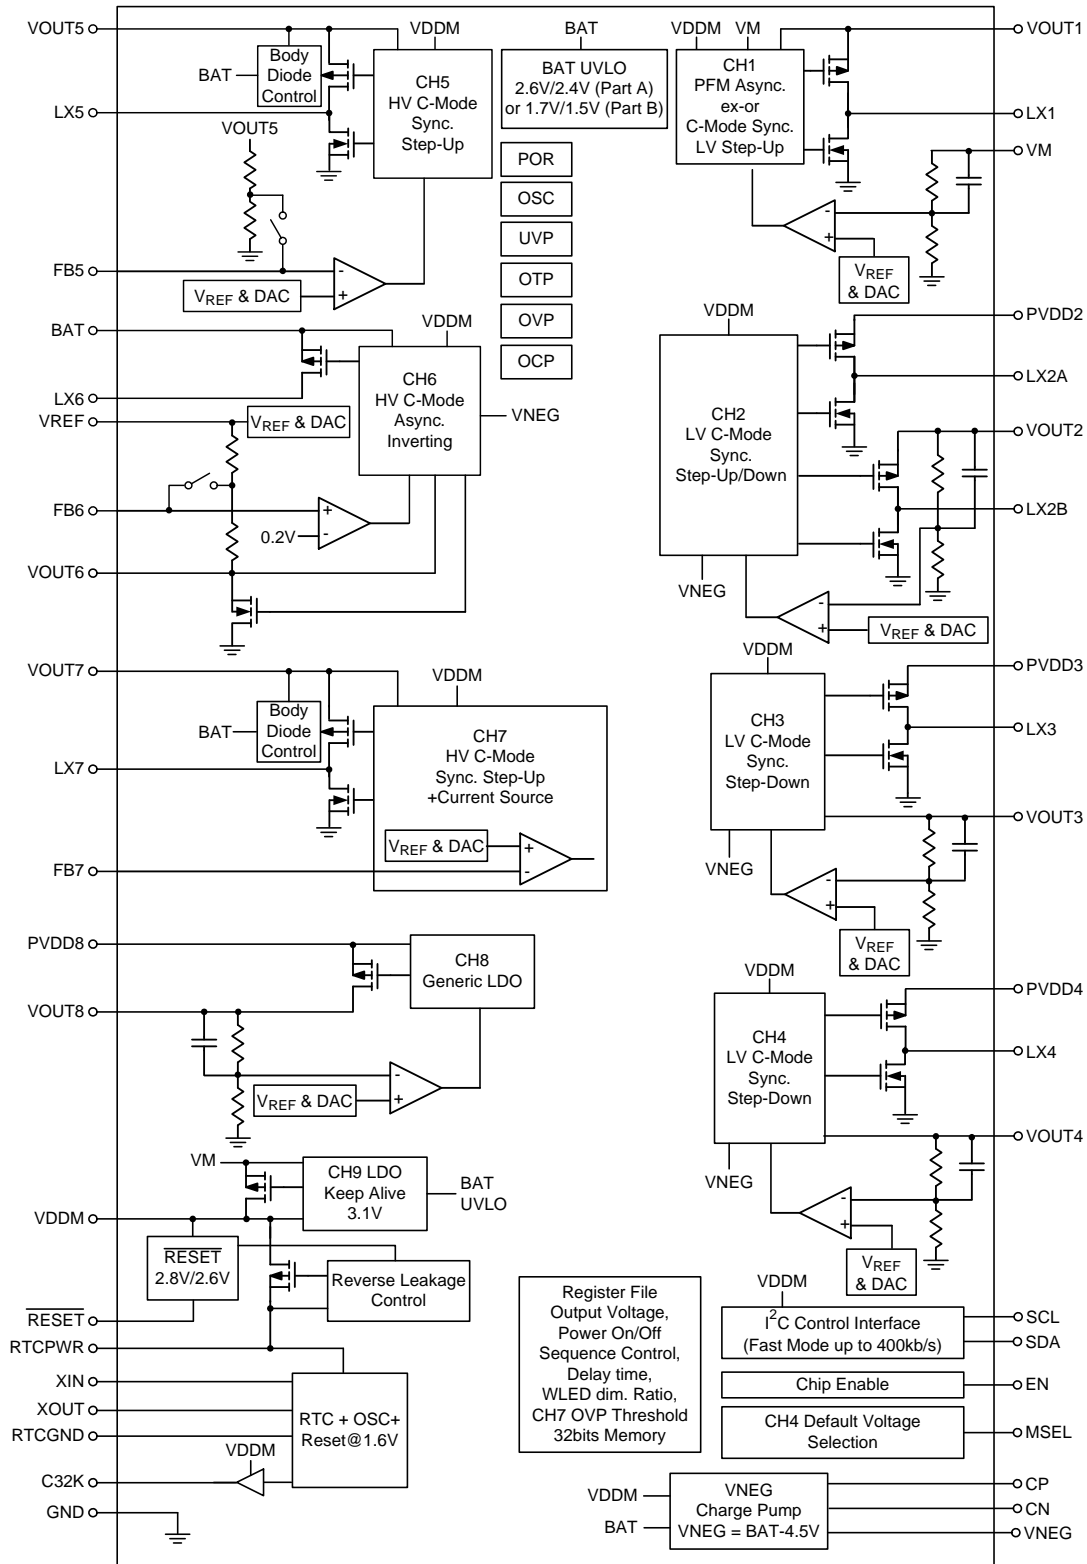 VOUT5
Body
Diode
Control
BAT
LX5
VDDM
CH5
HV C-Mode
Sync.
Step-Up
VOUT5
FB5
VREF & DAC
-
+
BAT
BAT UVLO
2.6V/2.4V (Part A)
or 1.7V/1.5V (Part B)
POR
OSC
UVP
OTP
OVP
OCP
VDDM
VM
CH1
PFM Async.
ex-or
C-Mode Sync.
LV Step-Up
VOUT1
LX1
VM
-
+
VREF
& DAC
BAT
LX6
VREF
VREF & DAC
VDDM
CH6
HV C-Mode
Async.
Inverting
VNEG
FB6
+
0.2V
-
VOUT6
VDDM
CH2
LV C-Mode
Sync.
Step-Up/Down
VNEG
PVDD2
LX2A
VOUT2
LX2B
-
+
VREF & DAC
VOUT7
Body
Diode
Control
BAT
LX7
VDDM
CH7
HV C-Mode
Sync. Step-Up
+Current Source
VREF & DAC
+
-
FB7
VDDM
CH3
LV C-Mode
Sync.
Step-Down
VNEG
PVDD3
LX3
VOUT3
-
+
VREF
& DAC
PVDD8
CH8
Generic LDO
VOUT8
VREF & DAC
-
+
VDDM
CH4
LV C-Mode
Sync.
Step-Down
VNEG
PVDD4
LX4
VOUT4
-
+
VREF
& DAC
VM
CH9 LDO
Keep Alive
3.1V
BAT
UVLO
VDDM
RESET
2.8V/2.6V
Reverse Leakage
Control
RESET
RTCPWR
XIN
XOUT
RTCGND
RTC + OSC+
Reset@1.6V
VDDM
C32K
GND
Register File
Output Voltage,
Power On/Off
Sequence Control,
Delay time,
WLED dim. Ratio,
CH7 OVP Threshold
32bits Memory
VDDM
I2C Control Interface
(Fast Mode up to 400kb/s)
SCL
SDA
Chip Enable
EN
CH4 Default Voltage
Selection
MSEL
VDDM
BAT
VNEG
Charge Pump
VNEG = BAT-4.5V
CP
CN
VNEG